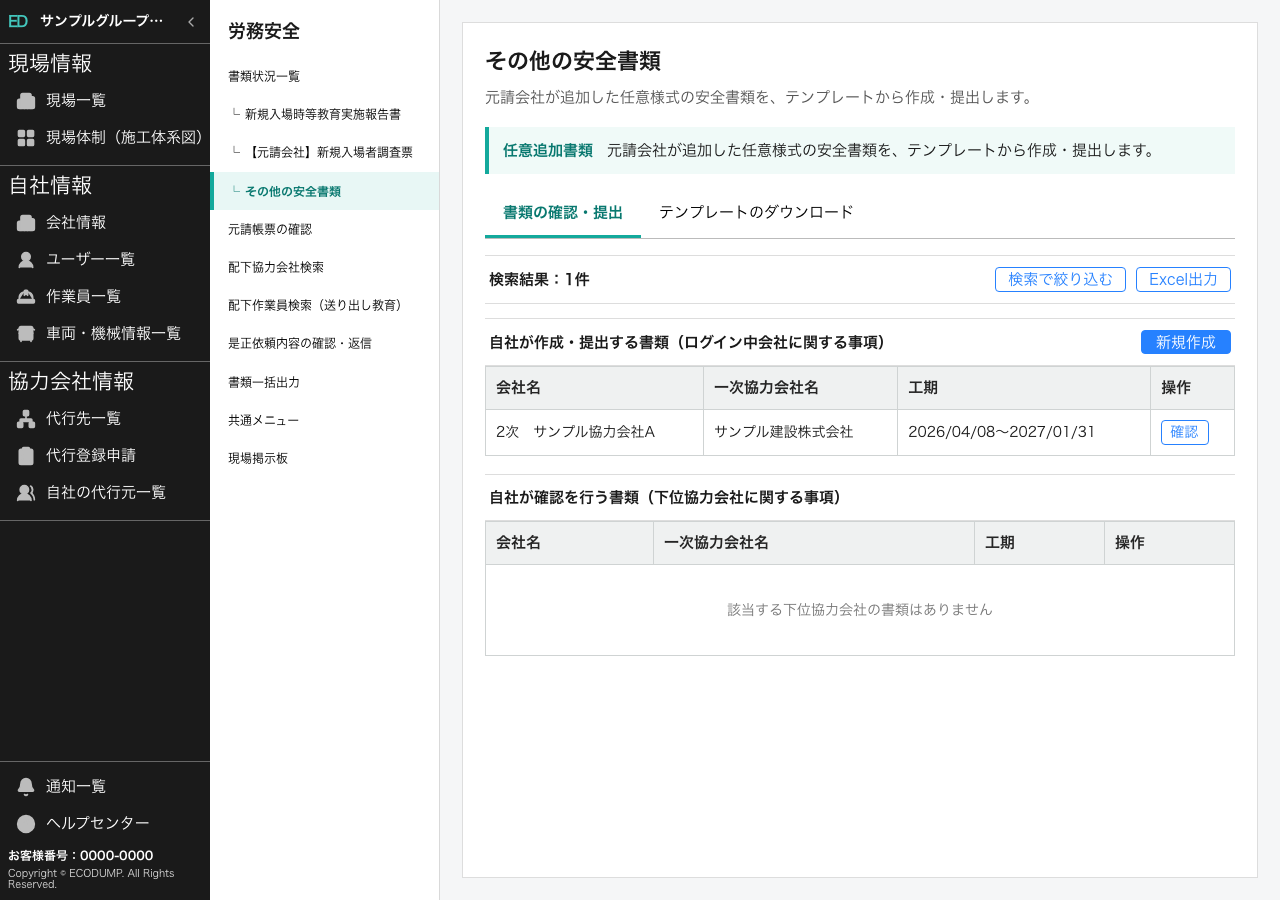 ED サンプルグループ…
現場情報
現場一覧
現場体制（施工体系図）
自社情報
会社情報
ユーザー一覧
作業員一覧
車両・機械情報一覧
協力会社情報
代行先一覧
代行登録申請
自社の代行元一覧
通知一覧
ヘルプセンター
お客様番号：0000-0000
Copyright © ECODUMP. All Rights
Reserved.
労務安全
書類状況一覧
└ 新規入場時等教育実施報告書
└ 【元請会社】新規入場者調査票
└ その他の安全書類
元請帳票の確認
配下協力会社検索
配下作業員検索（送り出し教育）
是正依頼内容の確認・返信
書類一括出力
共通メニュー
現場掲示板
その他の安全書類
元請会社が追加した任意様式の安全書類を、テンプレートから作成・提出します。
任意追加書類 元請会社が追加した任意様式の安全書類を、テンプレートから作成・提出します。
書類の確認・提出 テンプレートのダウンロード
検索結果：1件 検索で絞り込む Excel出力
自社が作成・提出する書類（ログイン中会社に関する事項） 新規作成
会社名 一次協力会社名 工期 操作
2次　サンプル協力会社A サンプル建設株式会社 2026/04/08〜2027/01/31 確認
自社が確認を行う書類（下位協力会社に関する事項）
会社名 一次協力会社名 工期 操作
該当する下位協力会社の書類はありません